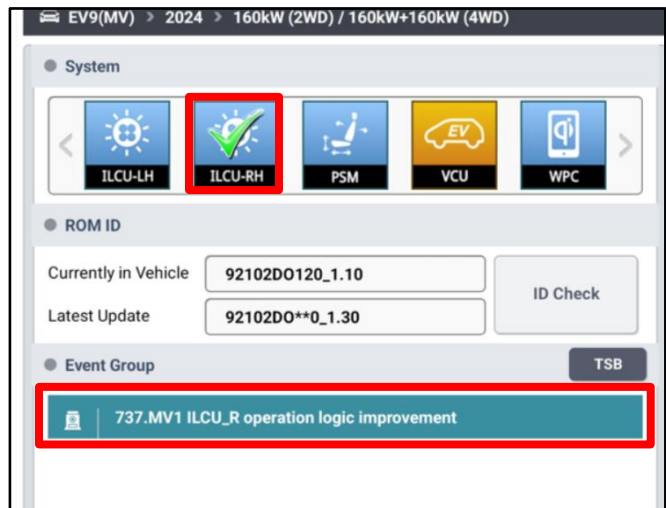 EV9(MV) > 2024 > 160kW (2WD) / 160kW+160kW (4WD)
System
ILCU-LH ILCU-RH PSM EV VCU Qi WPC
ROM ID
Currently in Vehicle 92102DO120_1.10
ID Check
Latest Update 92102DO**0_1.30
Event Group TSB
737.MV1 ILCU_R operation logic improvement